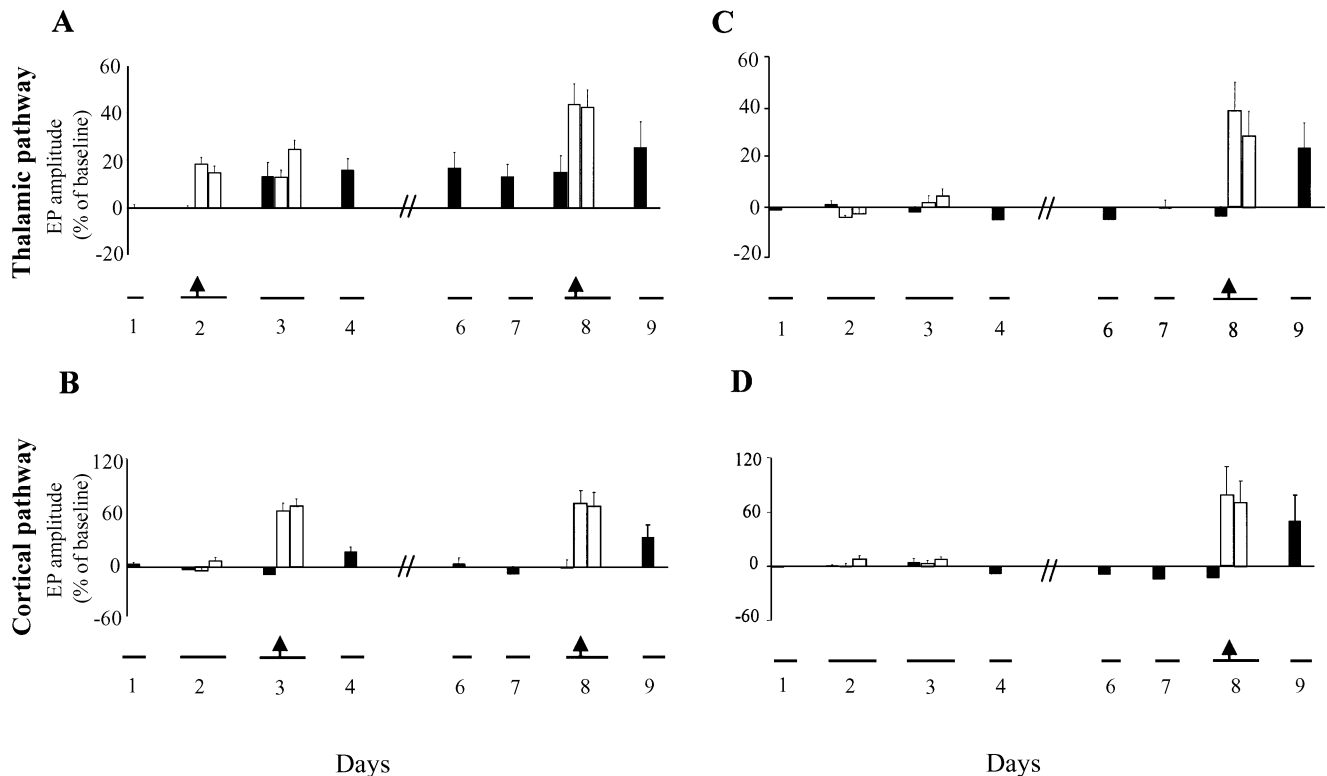 A
Thalamic pathway
EP amplitude
(% of baseline)
60
40
20
0
-20
1 2 3 4 6 7 8 9
C
60
40
20
0
-20
1 2 3 4 6 7 8 9
B
Cortical pathway
EP amplitude
(% of baseline)
120
60
0
-60
1 2 3 4 6 7 8 9
Days
D
120
60
0
-60
1 2 3 4 6 7 8 9
Days